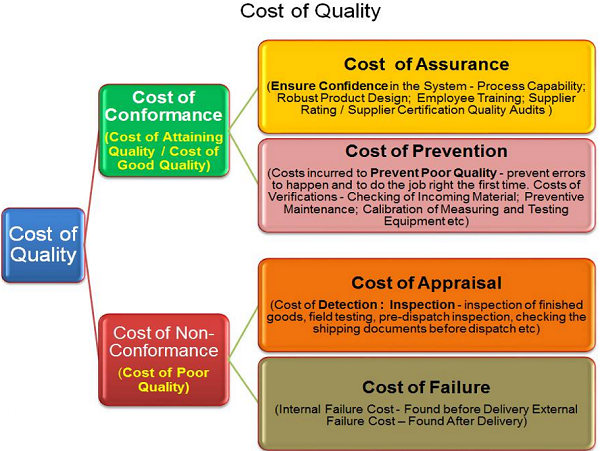 Cost of Quality
Cost of
Quality
Cost of
Conformance
(Cost of Attaining
Quality / Cost of
Good Quality)
Cost of Assurance
(Ensure Confidence in the System - Process Capability;
Robust Product Design; Employee Training; Supplier
Rating / Supplier Certification Quality Audits )
Cost of Prevention
(Costs incurred to Prevent Poor Quality - prevent errors
to happen and to do the job right the first time. Costs of
Verifications - Checking of Incoming Material; Preventive
Maintenance; Calibration of Measuring and Testing
Equipment etc)
Cost of Non-
Conformance
(Cost of Poor
Quality)
Cost of Appraisal
(Cost of Detection : Inspection - inspection of finished
goods, field testing, pre-dispatch inspection, checking the
shipping documents before dispatch etc)
Cost of Failure
(Internal Failure Cost - Found before Delivery External
Failure Cost – Found After Delivery)